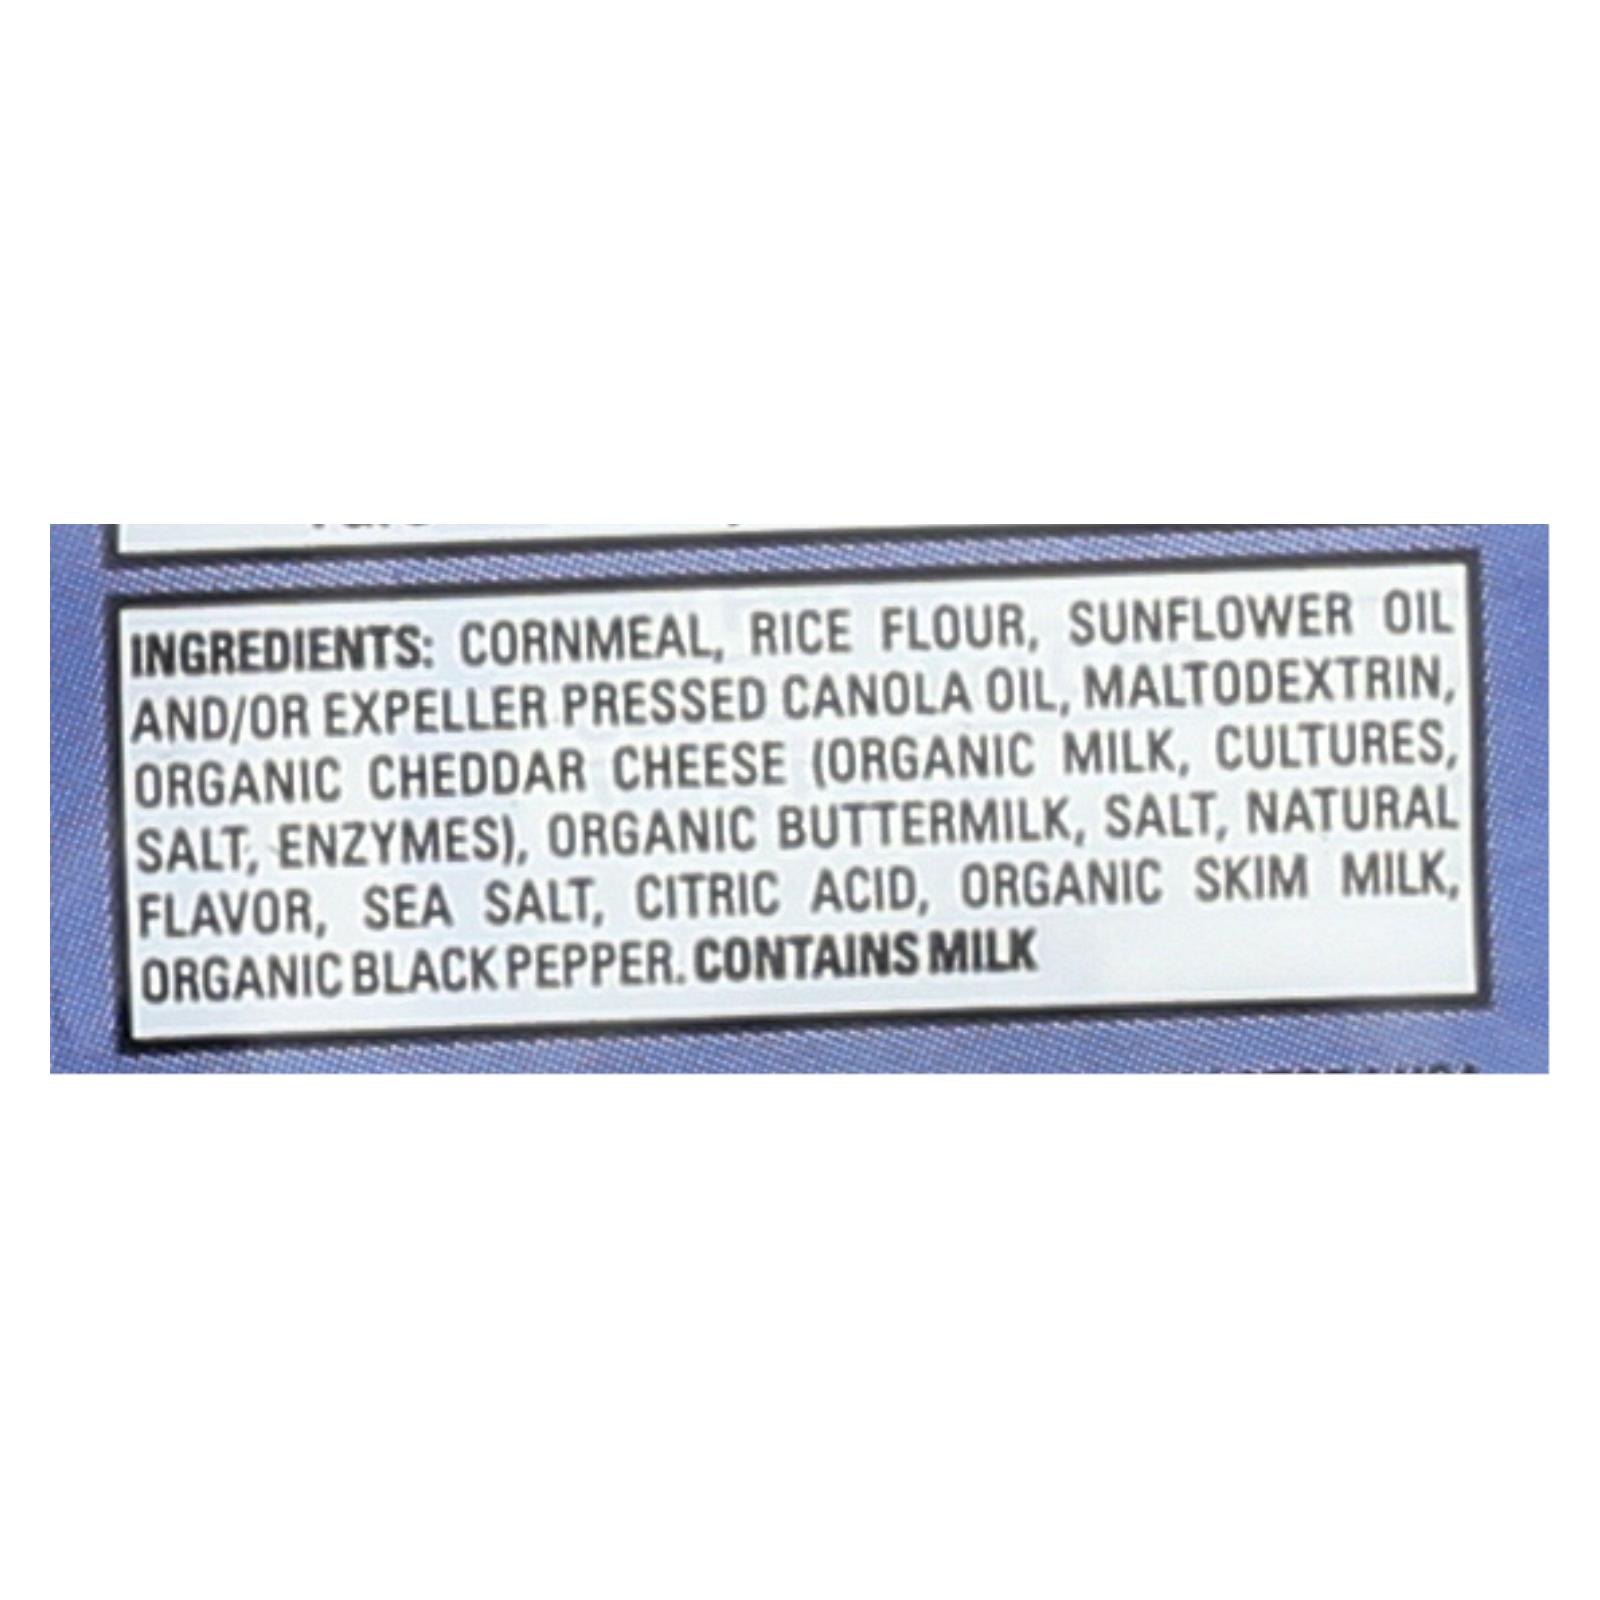 INGREDIENTS: CORNMEAL, RICE FLOUR, SUNFLOWER OIL
AND/OR EXPELLER PRESSED CANOLA OIL, MALTODEXTRIN,
ORGANIC CHEDDAR CHEESE (ORGANIC MILK, CULTURES,
SALT, ENZYMES), ORGANIC BUTTERMILK, SALT, NATURAL
FLAVOR, SEA SALT, CITRIC ACID, ORGANIC SKIM MILK,
ORGANIC BLACK PEPPER. CONTAINS MILK